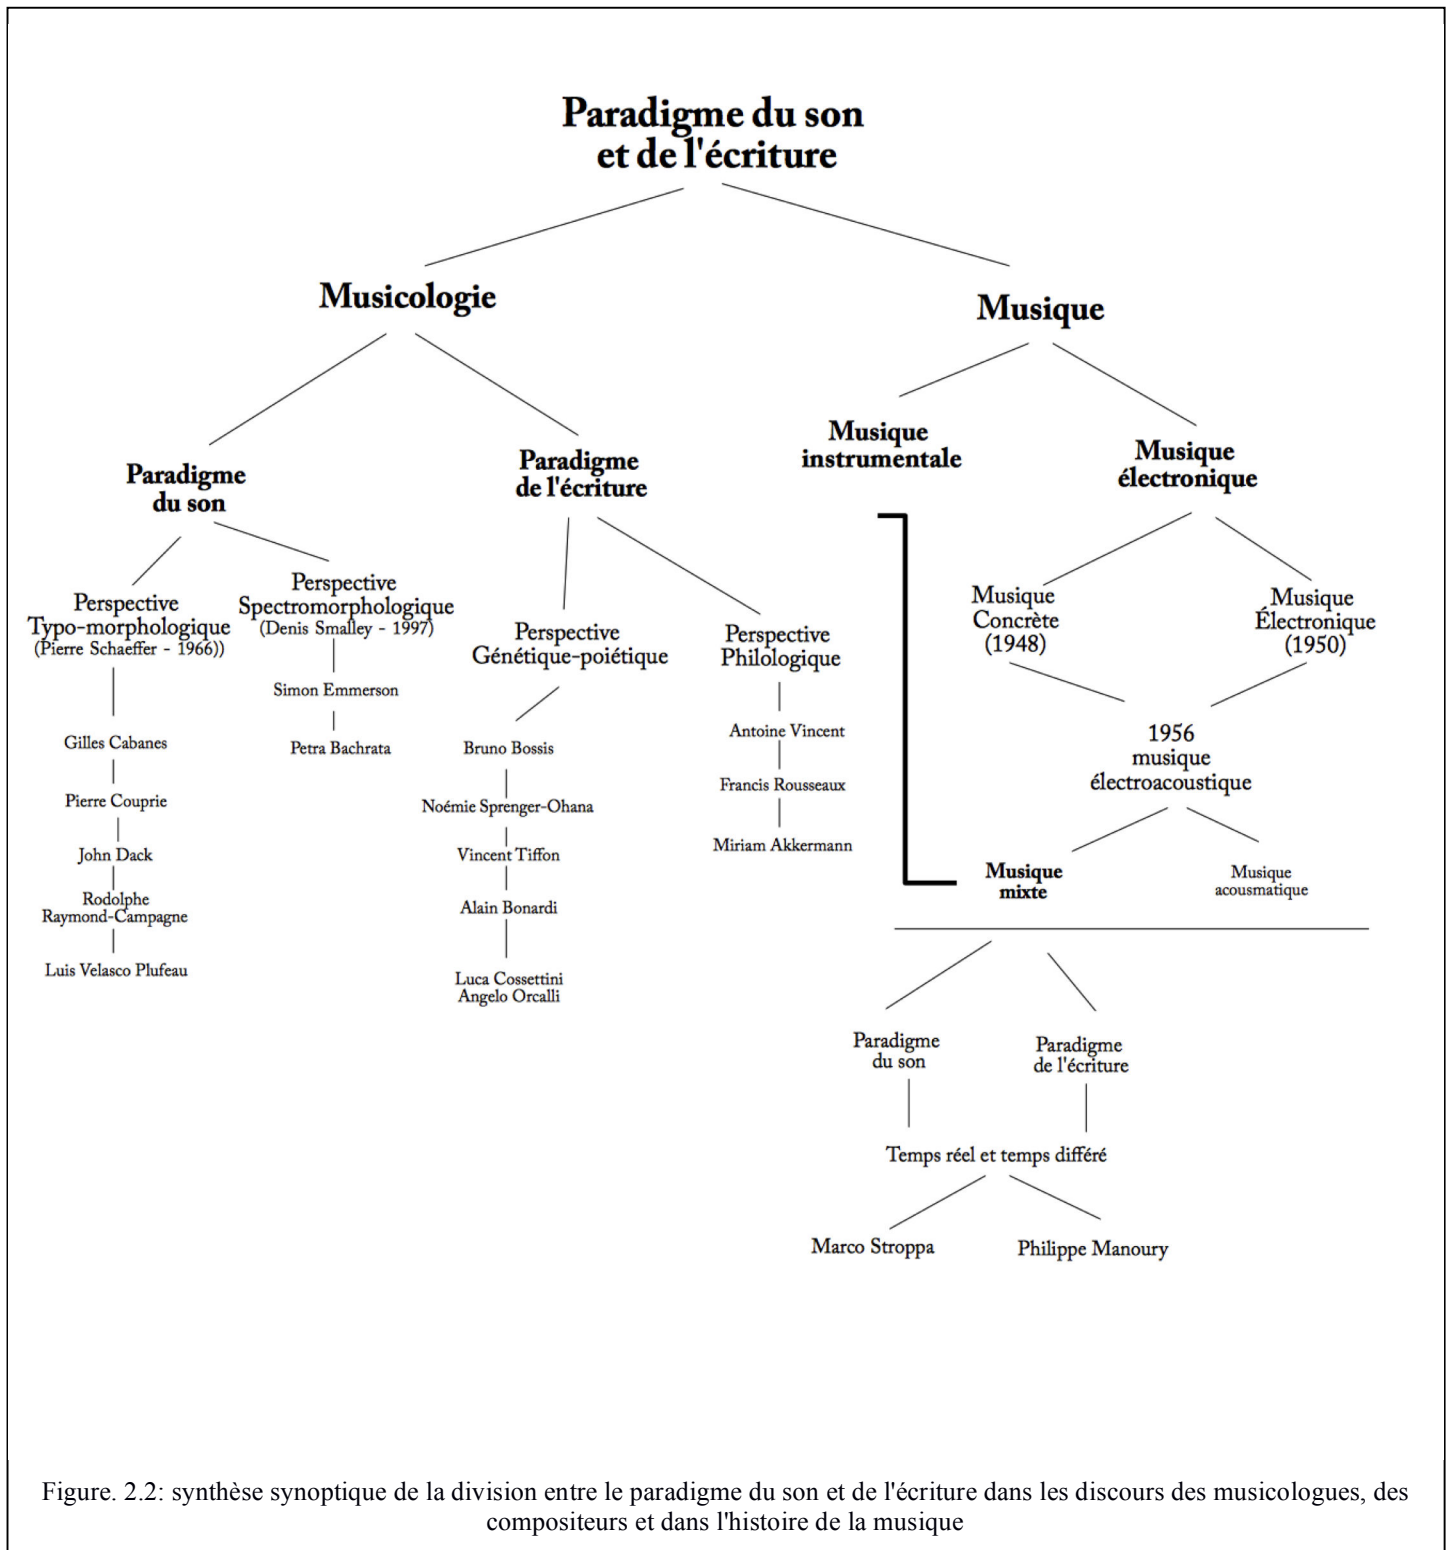 Paradigme du son
et de l'écriture
Musicologie
Musique
Paradigme
du son
Paradigme
de l'écriture
Musique
instrumentale
Musique
électronique
Perspective
Typo-morphologique
(Pierre Schaeffer - 1966))
Perspective
Spectromorphologique
(Denis Smalley - 1997)
Perspective
Génétique-poiétique
Perspective
Philologique
Musique
Concrète
(1948)
Musique
Électronique
(1950)
Gilles Cabanes
Pierre Couprie
John Dack
Rodolphe
Raymond-Campagne
Luis Velasco Plufeau
Simon Emmerson
Petra Bachrata
Bruno Bossis
Noémie Sprenger-Ohana
Vincent Tiffon
Alain Bonardi
Luca Cossettini
Angelo Orcalli
Antoine Vincent
Francis Rousseaux
Miriam Akkermann
1956
musique
électroacoustique
Musique
mixte
Musique
acousmatique
Paradigme
du son
Paradigme
de l'écriture
Temps réel et temps différé
Marco Stroppa
Philippe Manoury
Figure. 2.2: synthèse synoptique de la division entre le paradigme du son et de l'écriture dans les discours des musicologues, des
compositeurs et dans l'histoire de la musique